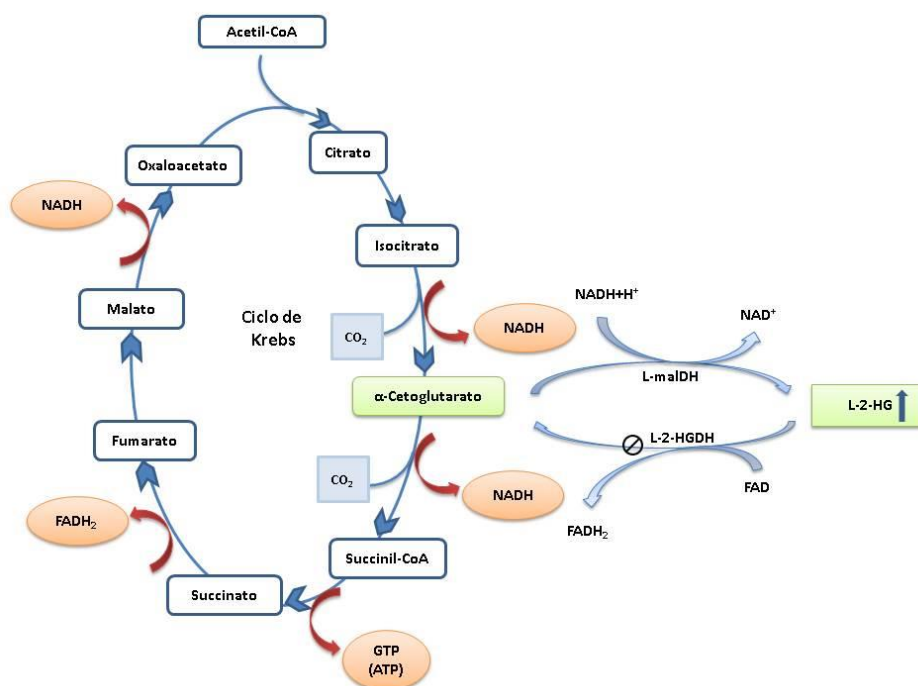 Acetil-CoA
Oxaloacetato
Citrato
NADH
Isocitrato
Malato
Ciclo de
Krebs
CO₂
NADH
NADH+H⁺
NAD⁺
L-malDH
α-Cetoglutarato
L-2-HG
Fumarato
CO₂
NADH
L-2-HGDH
FAD
FADH₂
FADH₂
Succinil-CoA
Succinato
GTP
(ATP)